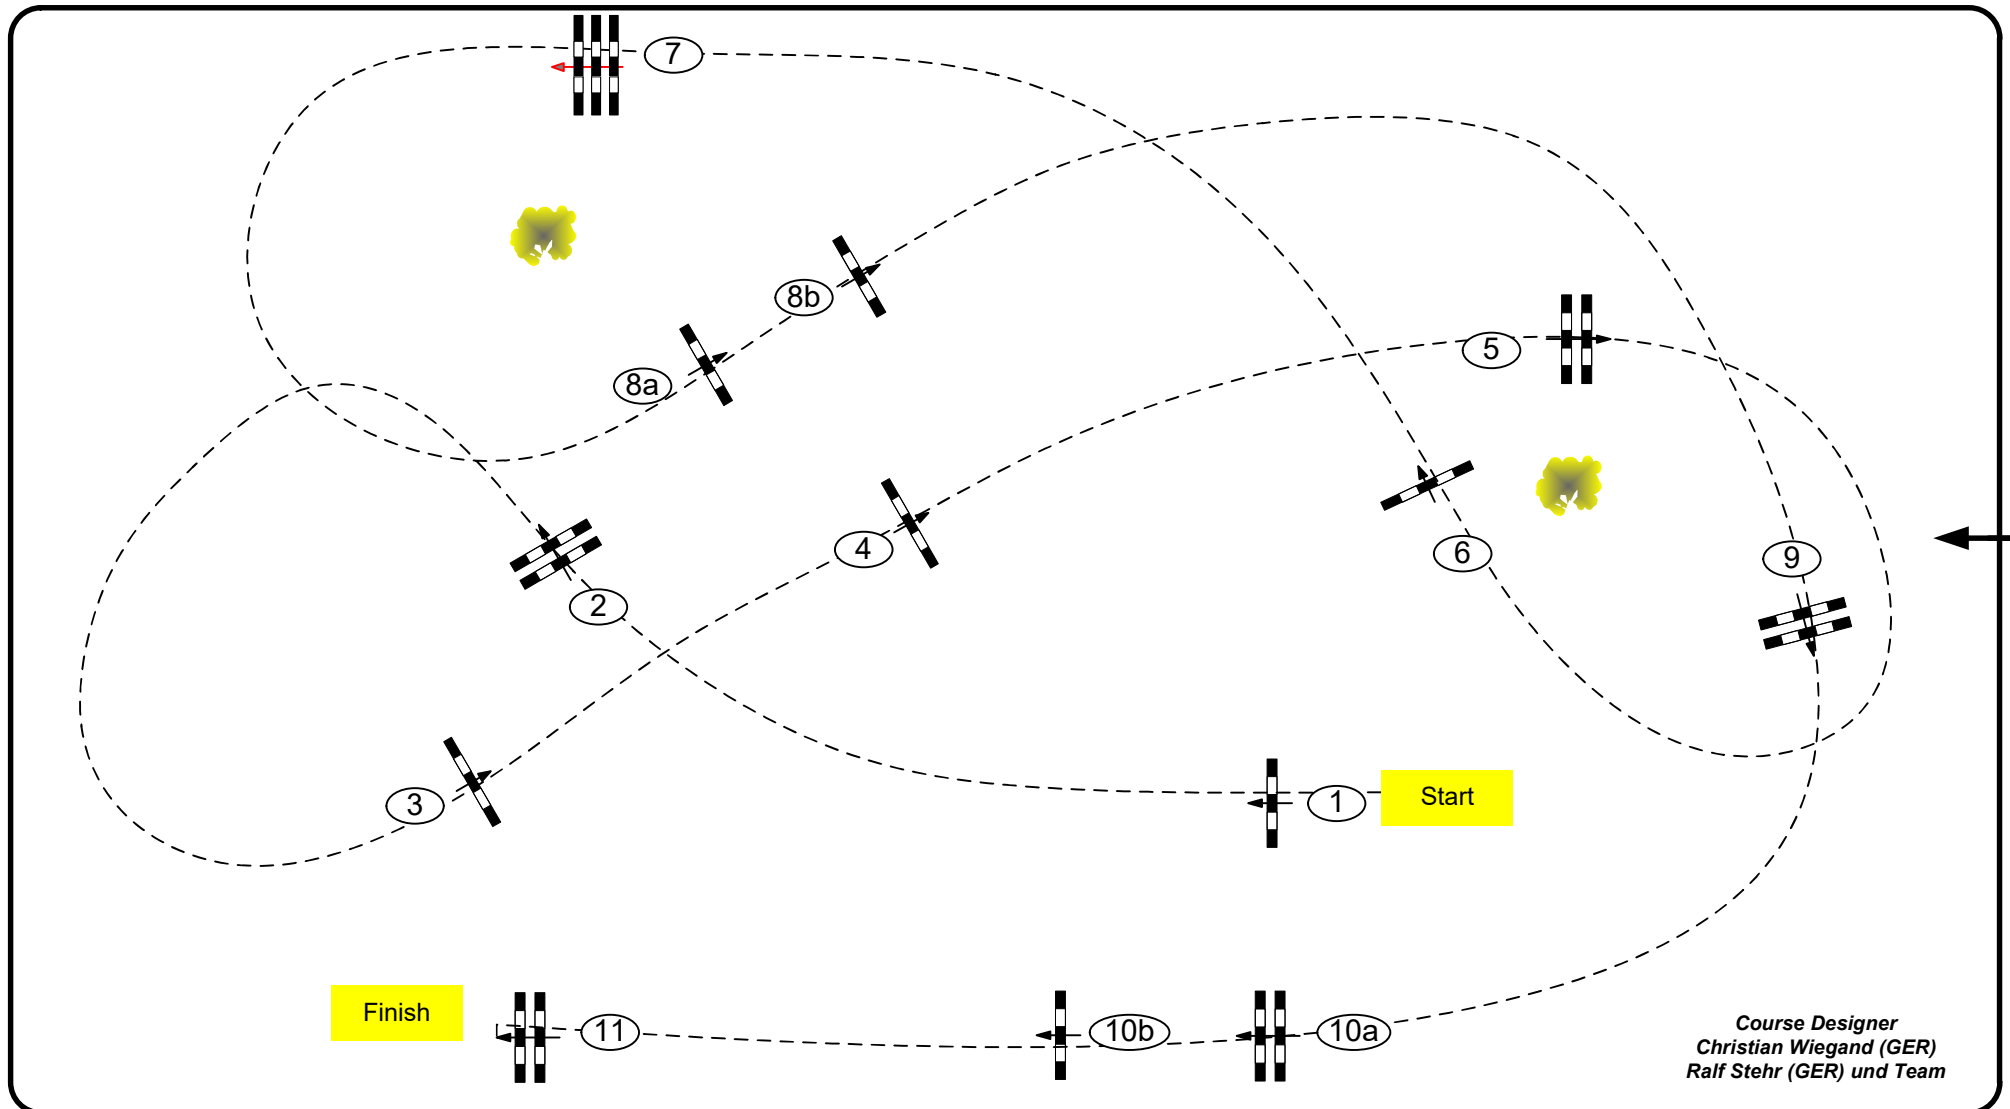 7
8b
5
8a
4
6
9
2
3
1
Start
Finish
11
10b
10a
Course Designer
Christian Wiegand (GER)
Ralf Stehr (GER) und Team